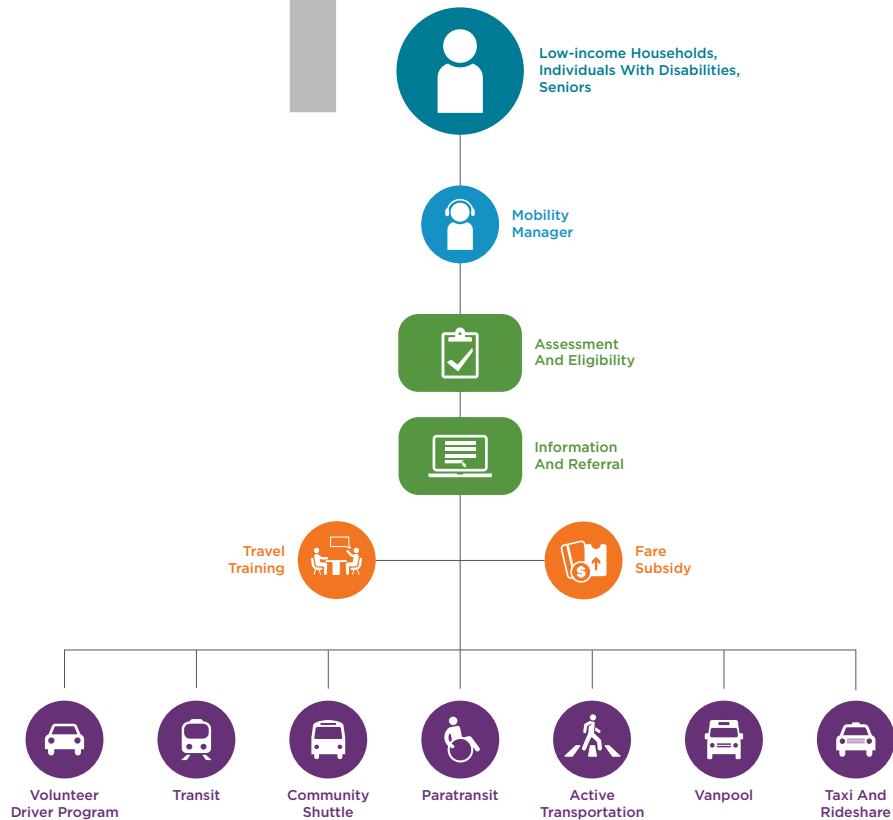 Low-income Households,
Individuals With Disabilities,
Seniors
Mobility
Manager
Assessment
And Eligibility
Information
And Referral
Travel
Training
Fare
Subsidy
$
Volunteer
Driver Program
Transit
Community
Shuttle
Paratransit
Active
Transportation
Vanpool
Taxi And
Rideshare